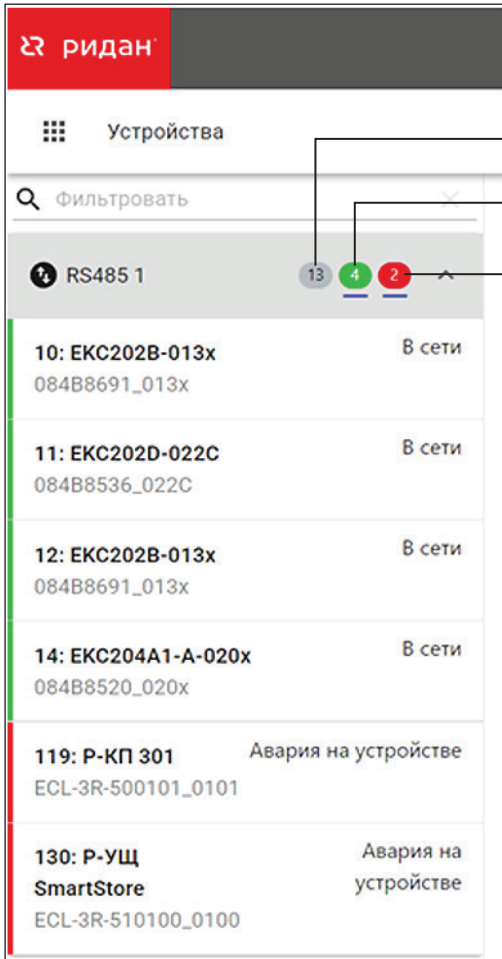 ридан
Устройства
Фильтровать
RS485 1 13 4 2
10: EKC202B-013x В сети
084B8691_013x
11: EKC202D-022C В сети
084B8536_022C
12: EKC202B-013x В сети
084B8691_013x
14: EKC204A1-A-020x В сети
084B8520_020x
119: Р-КП 301 Авария на устройстве
ECL-3R-500101_0101
130: Р-УЩ Авария на
SmartStore устройстве
ECL-3R-510100_0100